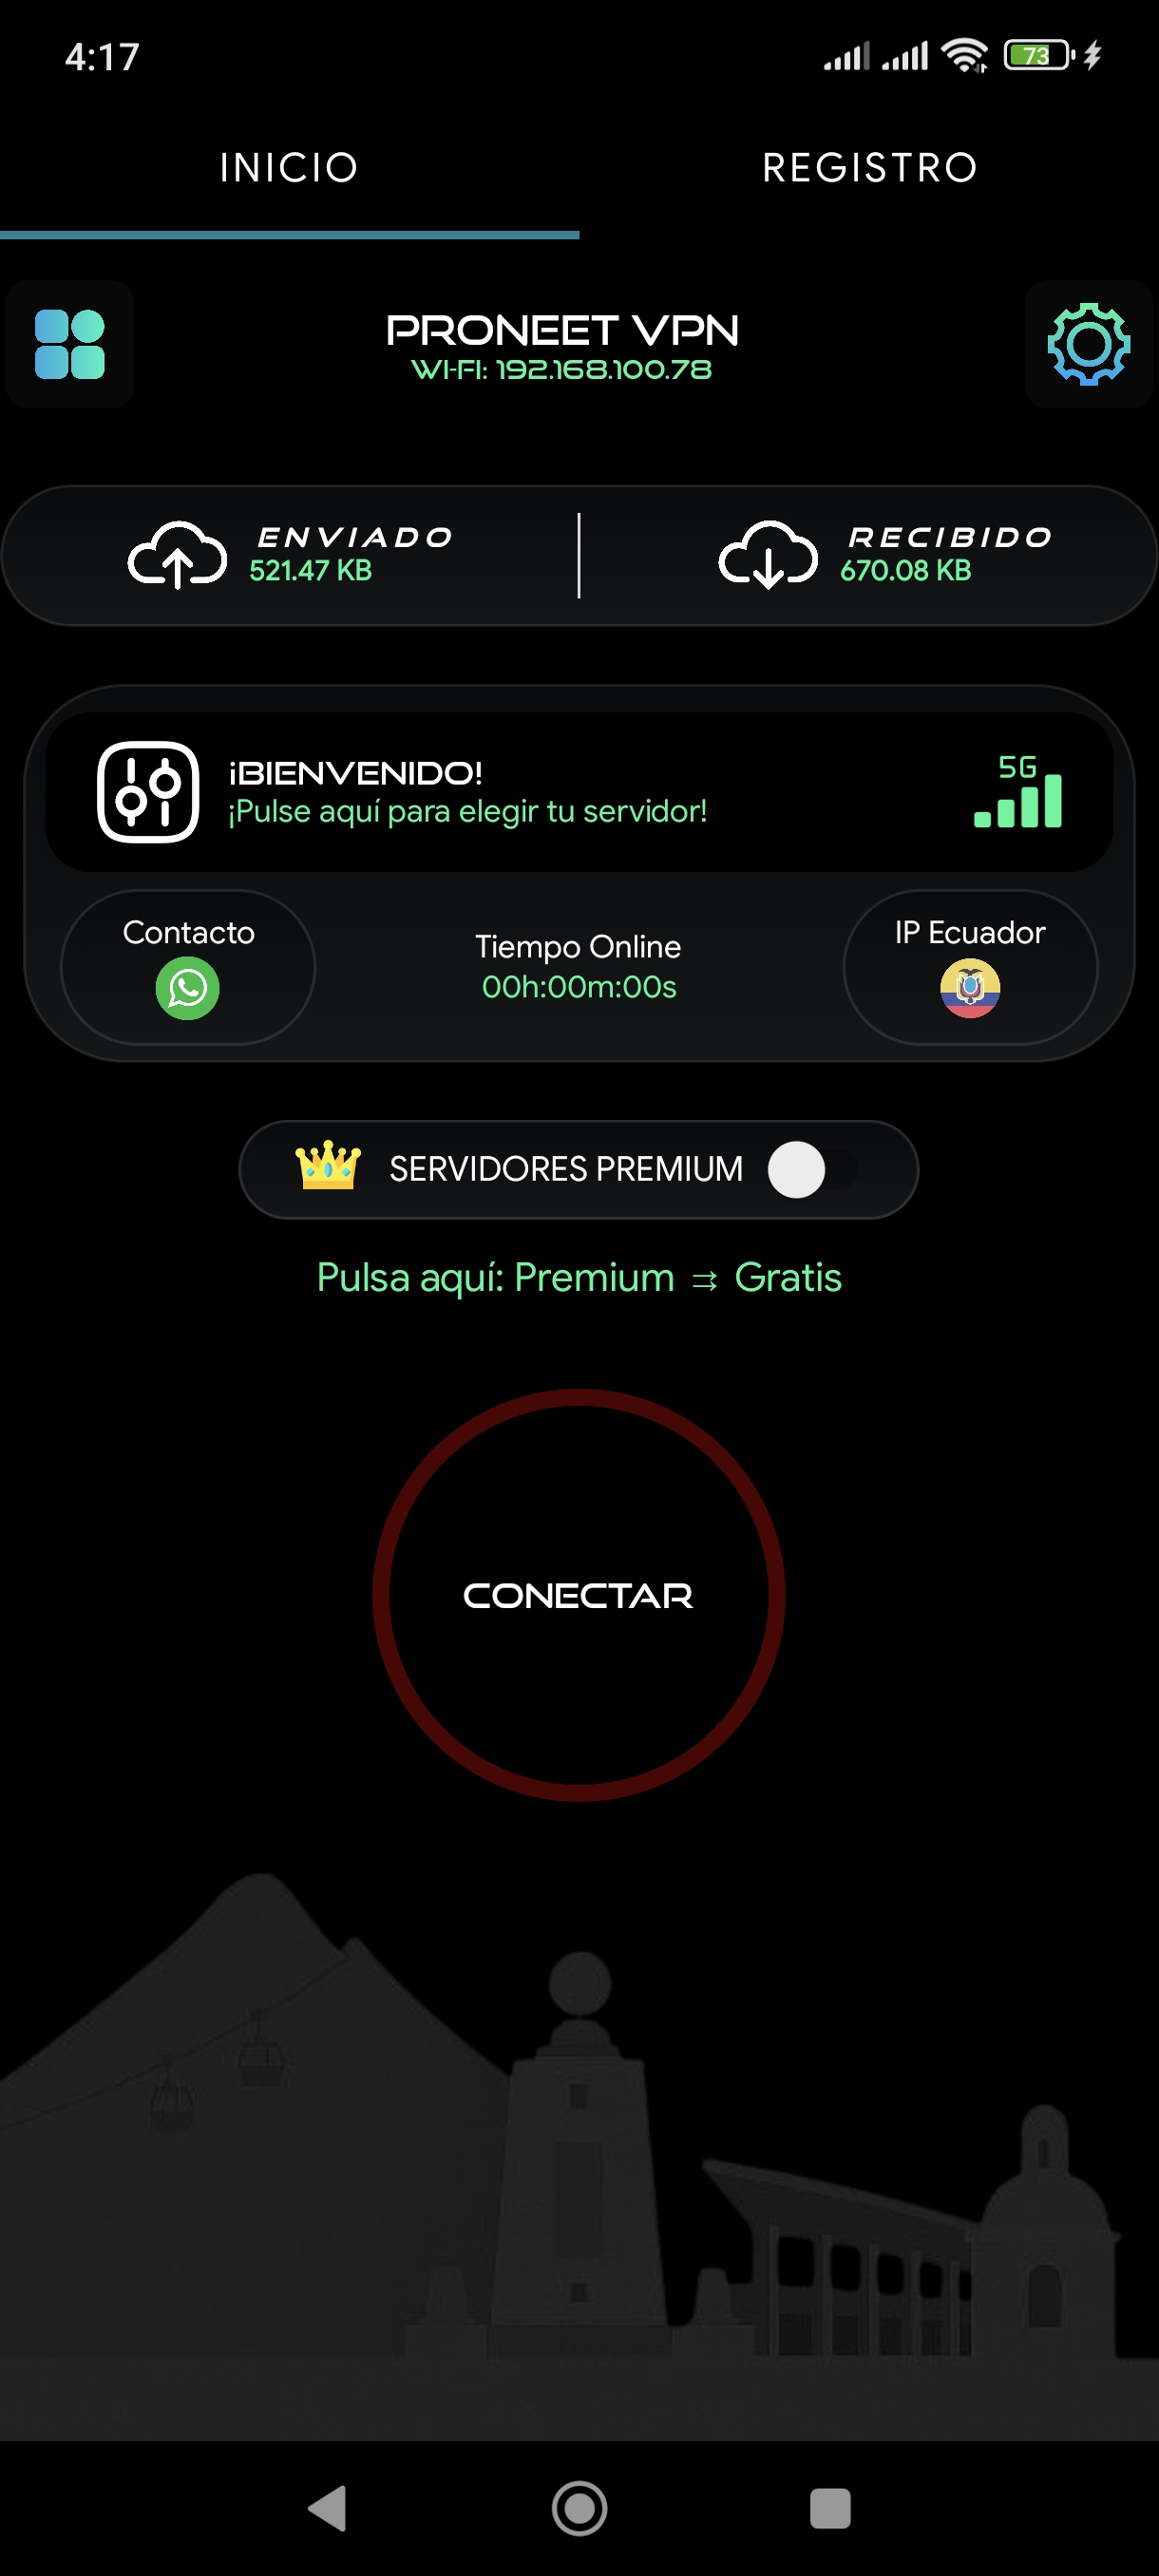 4:17
73
INICIO
REGISTRO
PRONEET VPN
WI-FI: 192.168.100.78
ENVIADO
521.47 KB
RECIBIDO
670.08 KB
¡BIENVENIDO!
¡Pulse aquí para elegir tu servidor!
5G
Contacto
Tiempo Online
00h:00m:00s
IP Ecuador
SERVIDORES PREMIUM
Pulsa aquí: Premium ⇉ Gratis
CONECTAR